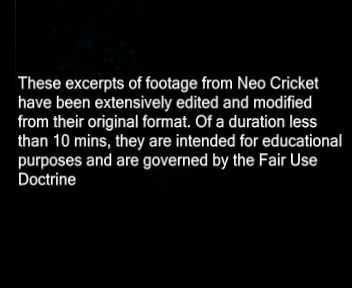 These excerpts of footage from Neo Cricket
have been extensively edited and modified
from their original format. Of a duration less
than 10 mins, they are intended for educational
purposes and are governed by the Fair Use
Doctrine